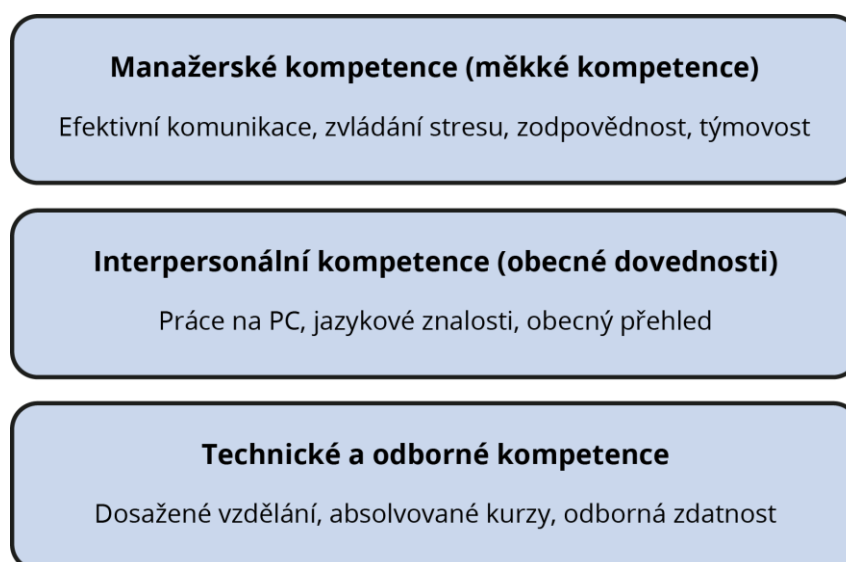 Manažerské kompetence (měkké kompetence)
Efektivní komunikace, zvládání stresu, zodpovědnost, týmovost
Interpersonální kompetence (obecné dovednosti)
Práce na PC, jazykové znalosti, obecný přehled
Technické a odborné kompetence
Dosažené vzdělání, absolvované kurzy, odborná zdatnost